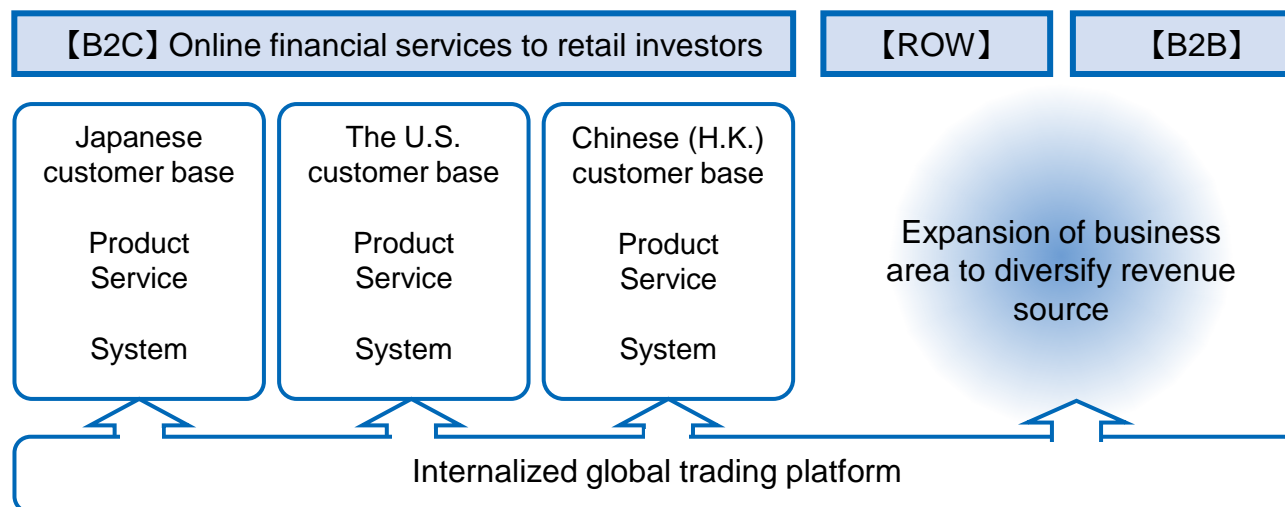 【B2C】Online financial services to retail investors
【ROW】
【B2B】
Japanese
customer base
Product
Service
System
The U.S.
customer base
Product
Service
System
Chinese (H.K.)
customer base
Product
Service
System
Expansion of business
area to diversify revenue
source
Internalized global trading platform